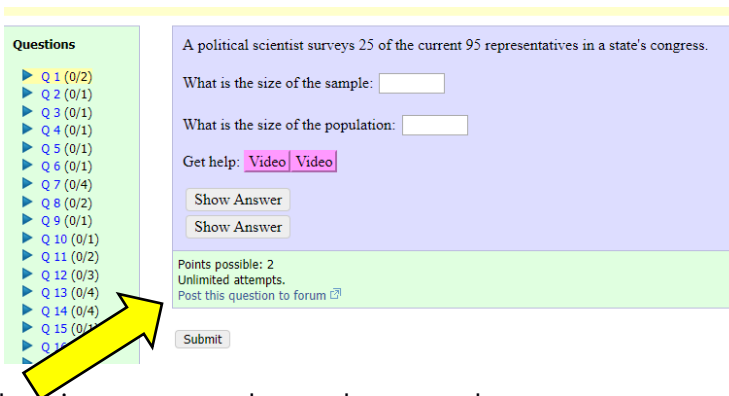 Questions
Q 1 (0/2)
Q 2 (0/1)
Q 3 (0/1)
Q 4 (0/1)
Q 5 (0/1)
Q 6 (0/1)
Q 7 (0/4)
Q 8 (0/2)
Q 9 (0/1)
Q 10 (0/1)
Q 11 (0/2)
Q 12 (0/3)
Q 13 (0/4)
Q 14 (0/4)
Q 15
A political scientist surveys 25 of the current 95 representatives in a state's congress.
What is the size of the sample:
What is the size of the population:
Get help: Video Video
Show Answer
Show Answer
Points possible: 2
Unlimited attempts.
Post this question to forum
Submit